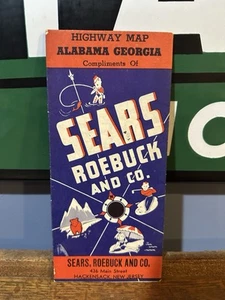 HIGHWAY MAP
ALABAMA GEORGIA
Compliments Of
SEARS
ROEBUCK
AND CO.
SEARS, ROEBUCK AND CO.
436 Main Street
HACKENSACK, NEW JERSEY